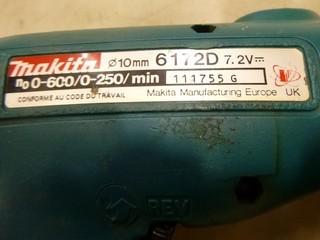 makita ø10mm 6172D 7.2V⎓
n₀ 0-600/0-250/min 111755 G
CONFORME AU CODE DU TRAVAIL Makita Manufacturing Europe UK
REV